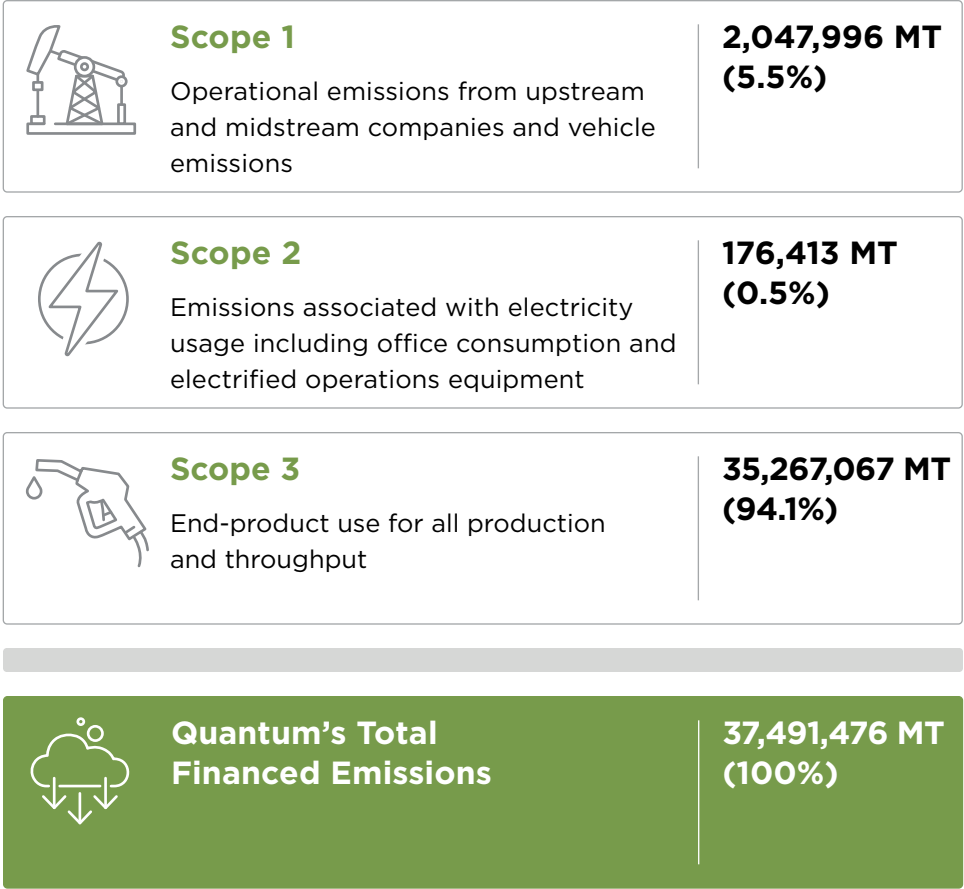 Scope 1
Operational emissions from upstream
and midstream companies and vehicle
emissions
2,047,996 MT
(5.5%)
Scope 2
Emissions associated with electricity
usage including office consumption and
electrified operations equipment
176,413 MT
(0.5%)
Scope 3
End-product use for all production
and throughput
35,267,067 MT
(94.1%)
Quantum’s Total
Financed Emissions
37,491,476 MT
(100%)